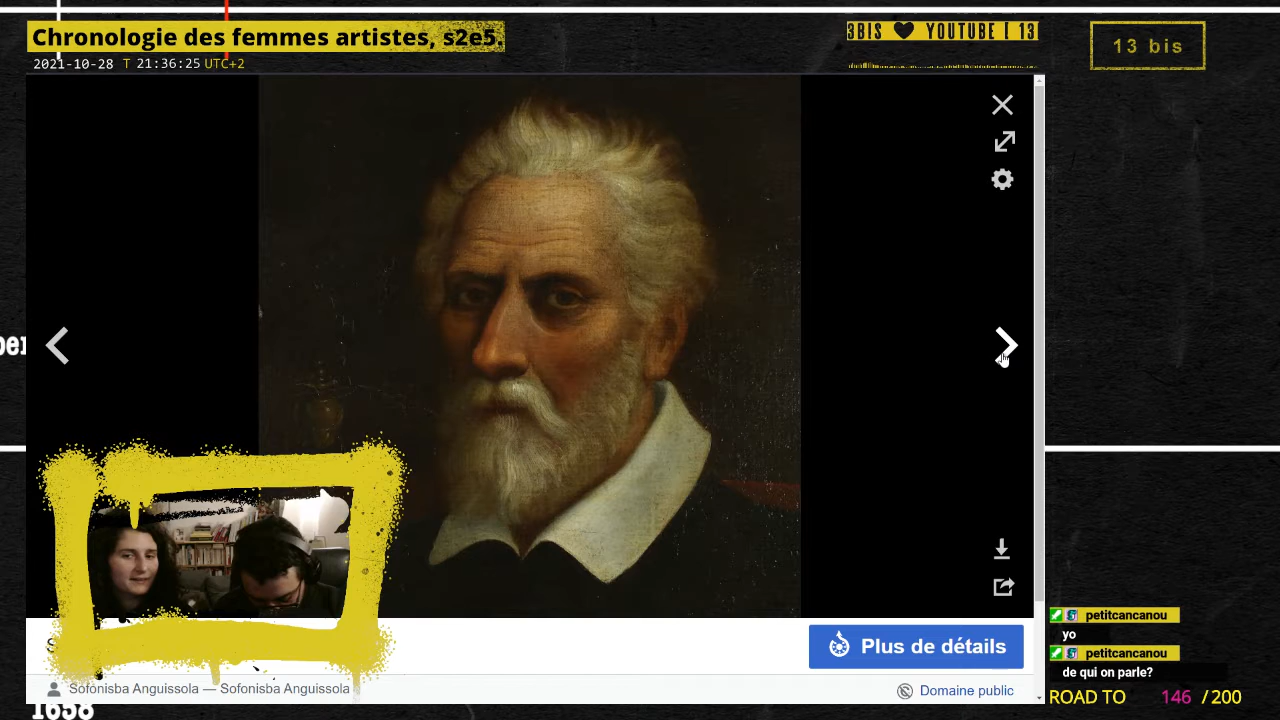 Chronologie des femmes artistes, s2e5
2021-10-28 T 21:36:25 UTC+2
3BIS YOUTUBE [ 13
13 bis
Plus de détails
Sofonisba Anguissola — Sofonisba Anguissola
Domaine public
1658
petitcancanou
yo
petitcancanou
de qui on parle?
ROAD TO 146 / 200